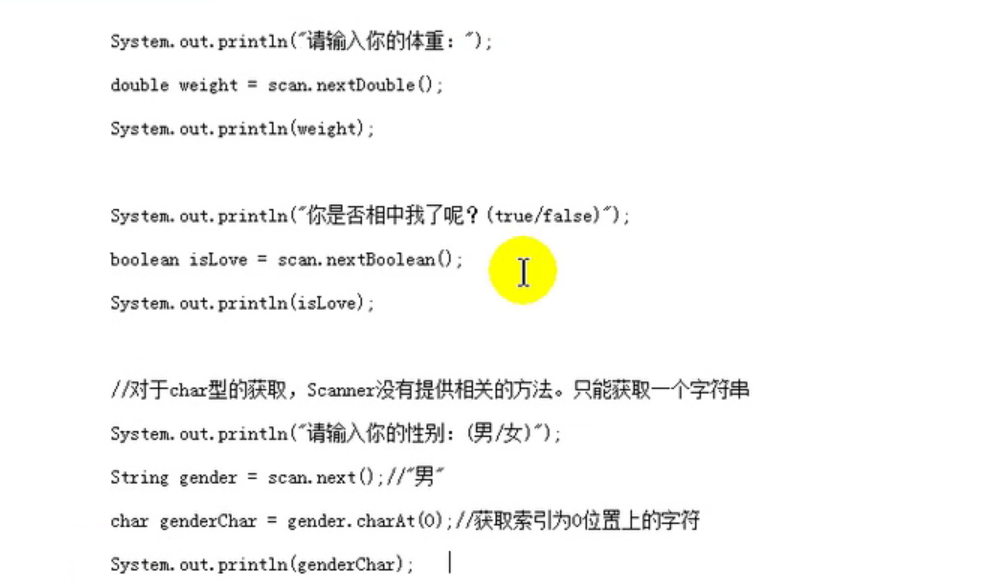 System.out.println("请输入你的体重：");
double weight = scan.nextDouble();
System.out.println(weight);
System.out.println("你是否相中我了呢？(true/false)");
boolean isLove = scan.nextBoolean();
System.out.println(isLove);
//对于char型的获取，Scanner没有提供相关的方法。只能获取一个字符串
System.out.println("请输入你的性别：(男/女)");
String gender = scan.next();//"男"
char genderChar = gender.charAt(0);//获取索引为0位置上的字符
System.out.println(genderChar);